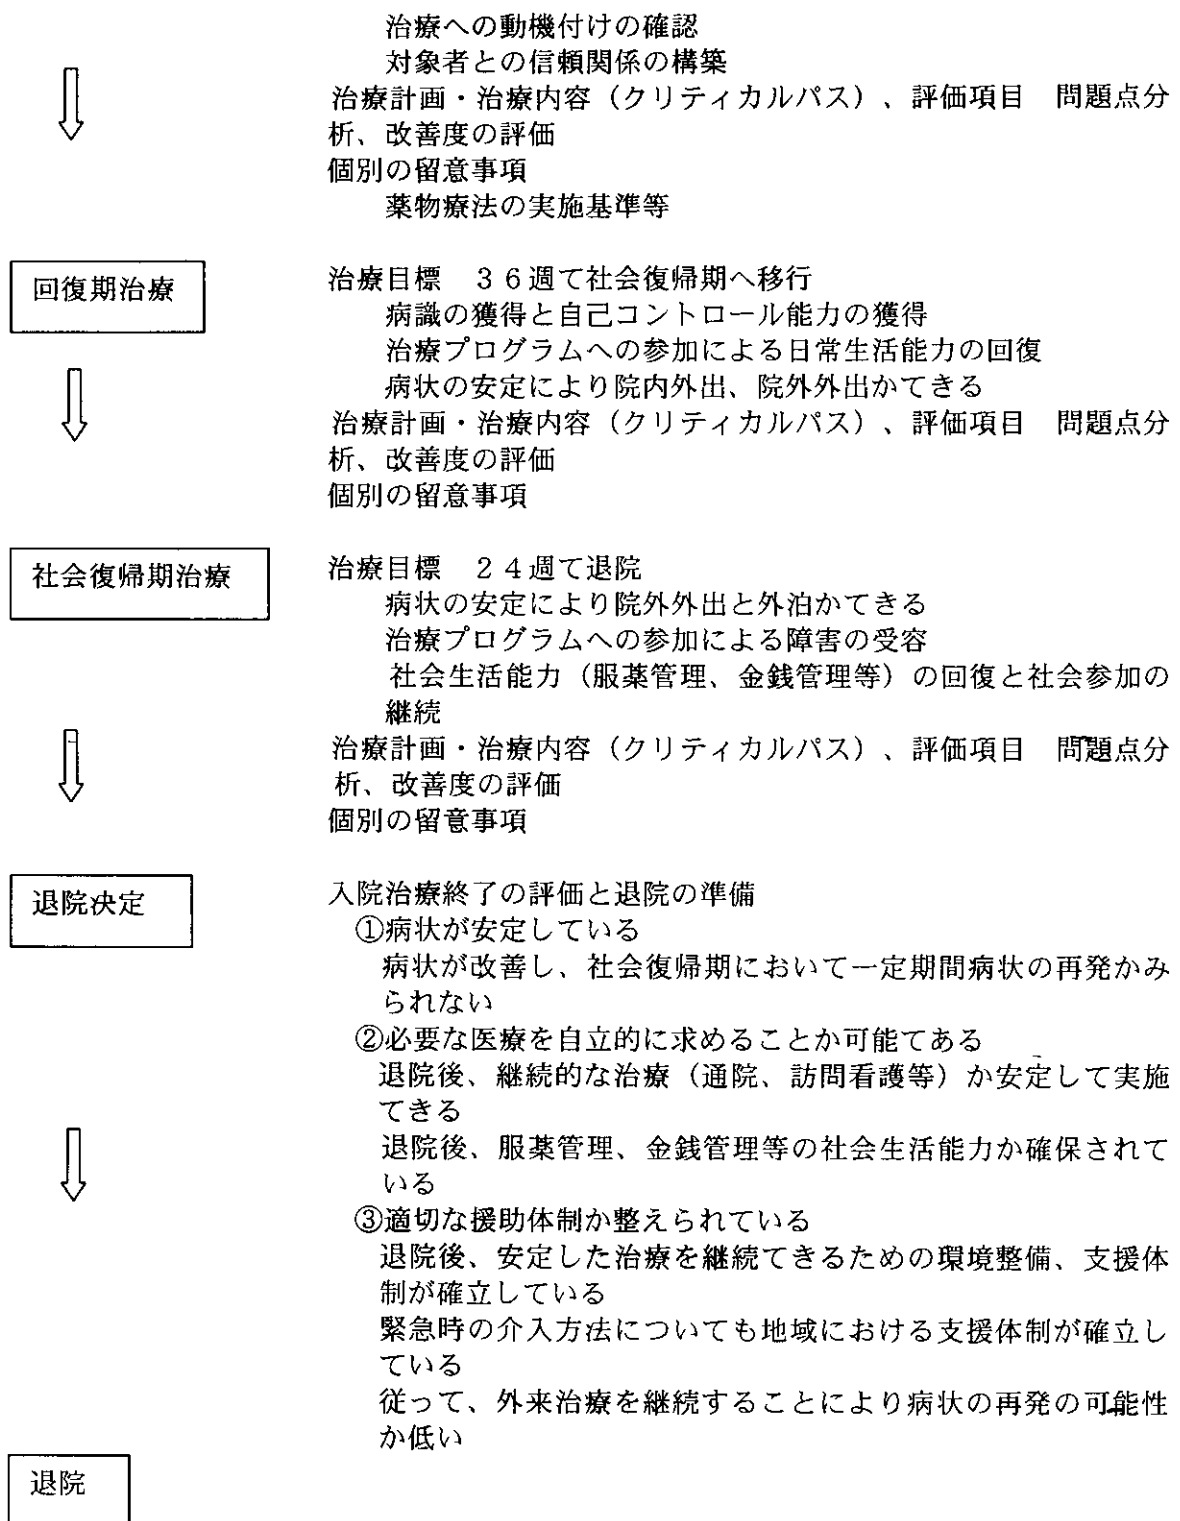 治療への動機付けの確認
対象者との信頼関係の構築
治療計画・治療内容（クリティカルパス）、評価項目　問題点分
析、改善度の評価
個別の留意事項
薬物療法の実施基準等
回復期治療
治療目標　３６週て社会復帰期へ移行
病識の獲得と自己コントロール能力の獲得
治療プログラムへの参加による日常生活能力の回復
病状の安定により院内外出、院外外出かてきる
治療計画・治療内容（クリティカルパス）、評価項目　問題点分
析、改善度の評価
個別の留意事項
社会復帰期治療
治療目標　２４週て退院
病状の安定により院外外出と外泊かてきる
治療プログラムへの参加による障害の受容
社会生活能力（服薬管理、金銭管理等）の回復と社会参加の
継続
治療計画・治療内容（クリティカルパス）、評価項目　問題点分
析、改善度の評価
個別の留意事項
退院決定
入院治療終了の評価と退院の準備
①病状が安定している
病状が改善し、社会復帰期において一定期間病状の再発かみ
られない
②必要な医療を自立的に求めることか可能てある
退院後、継続的な治療（通院、訪問看護等）か安定して実施
てきる
退院後、服薬管理、金銭管理等の社会生活能力か確保されて
いる
③適切な援助体制か整えられている
退院後、安定した治療を継続てきるための環境整備、支援体
制が確立している
緊急時の介入方法についても地域における支援体制が確立し
ている
従って、外来治療を継続することにより病状の再発の可能性
か低い
退院